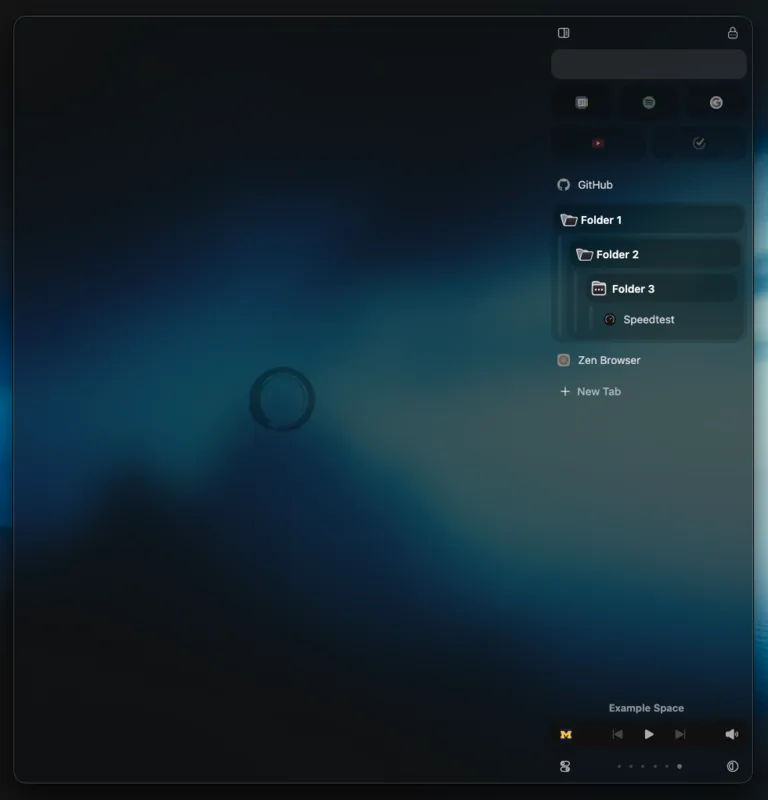 GitHub
Folder 1
Folder 2
Folder 3
Speedtest
Zen Browser
New Tab
Example Space